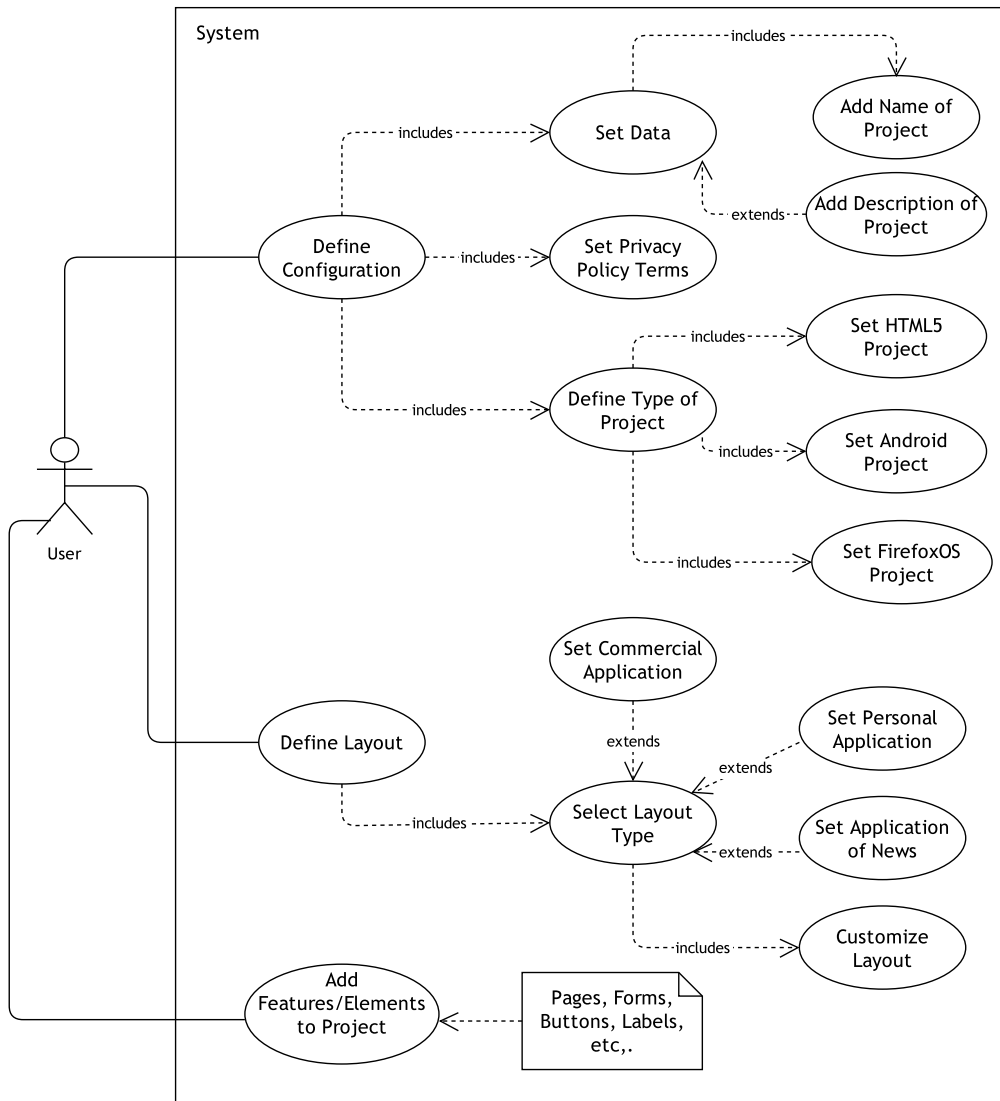 System
includes
Add Name of
Project
includes
Set Data
Add Description of
Project
extends
Define
Configuration
includes
Set Privacy
Policy Terms
Set HTML5
Project
includes
includes
Define Type of
Project
includes
Set Android
Project
User
includes
Set FirefoxOS
Project
Set Commercial
Application
Set Personal
Application
Define Layout
extends
extends
includes
Select Layout
Type
Set Application
of News
extends
includes
Customize
Layout
Add
Features/Elements
to Project
Pages, Forms,
Buttons, Labels,
etc,.